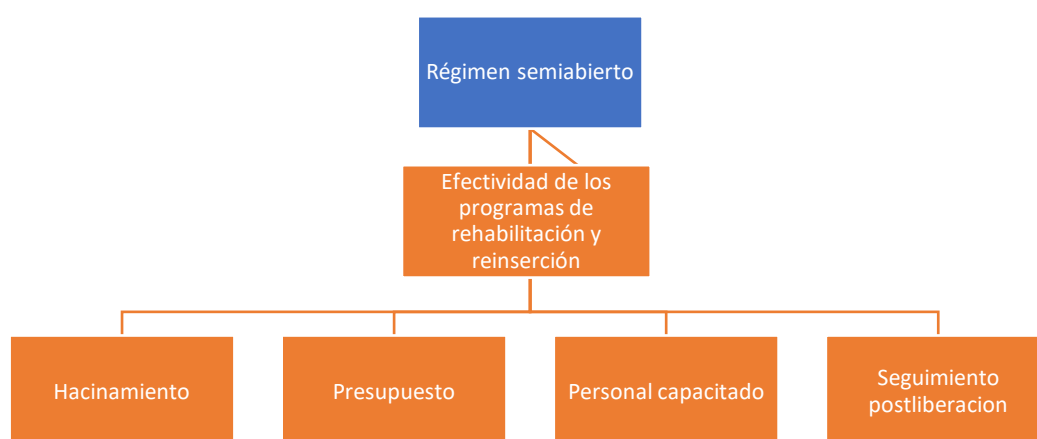 Régimen semiabierto
Efectividad de los
programas de
rehabilitación y
reinserción
Hacinamiento
Presupuesto
Personal capacitado
Seguimiento
postliberacion